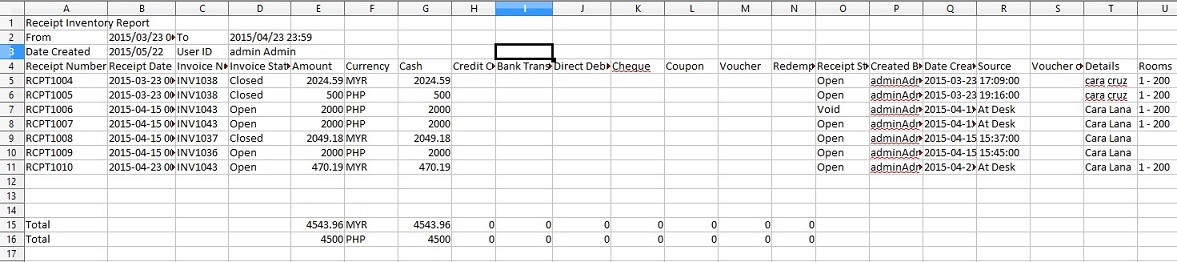 A B C D E F G H I J K L M N O P Q R S T U
1 Receipt Inventory Report
2 From 2015/03/23 0 To 2015/04/23 23:59
3 Date Created 2015/05/22 User ID admin Admin
4 Receipt Number Receipt Date Invoice N Invoice Stat Amount Currency Cash Credit C Bank Trans Direct Deb Cheque Coupon Voucher Redemp Receipt St Created B Date Crea Source Voucher Details Rooms
5 RCPT1004 2015-03-23 0 INV1038 Closed 2024.59 MYR 2024.59 Open adminAdr 2015-03-23 17:09:00 cara cruz 1 - 200
6 RCPT1005 2015-03-23 0 INV1038 Closed 500 PHP 500 Open adminAdr 2015-03-23 19:16:00 cara cruz 1 - 200
7 RCPT1006 2015-04-15 0 INV1043 Open 2000 PHP 2000 Void adminAdr 2015-04-1 At Desk Cara Lana 1 - 200
8 RCPT1007 2015-04-15 0 INV1043 Open 2000 PHP 2000 Open adminAdr 2015-04-1 At Desk Cara Lana 1 - 200
9 RCPT1008 2015-04-15 0 INV1037 Closed 2049.18 MYR 2049.18 Open adminAdr 2015-04-15 15:37:00 Cara Lana
10 RCPT1009 2015-04-15 0 INV1036 Open 2000 PHP 2000 Open adminAdr 2015-04-15 15:45:00 Cara Lana
11 RCPT1010 2015-04-23 0 INV1043 Open 470.19 MYR 470.19 Open adminAdr 2015-04-2 At Desk Cara Lana 1 - 200
12
13
14
15 Total 4543.96 MYR 4543.96 0 0 0 0 0 0 0
16 Total 4500 PHP 4500 0 0 0 0 0 0 0
17